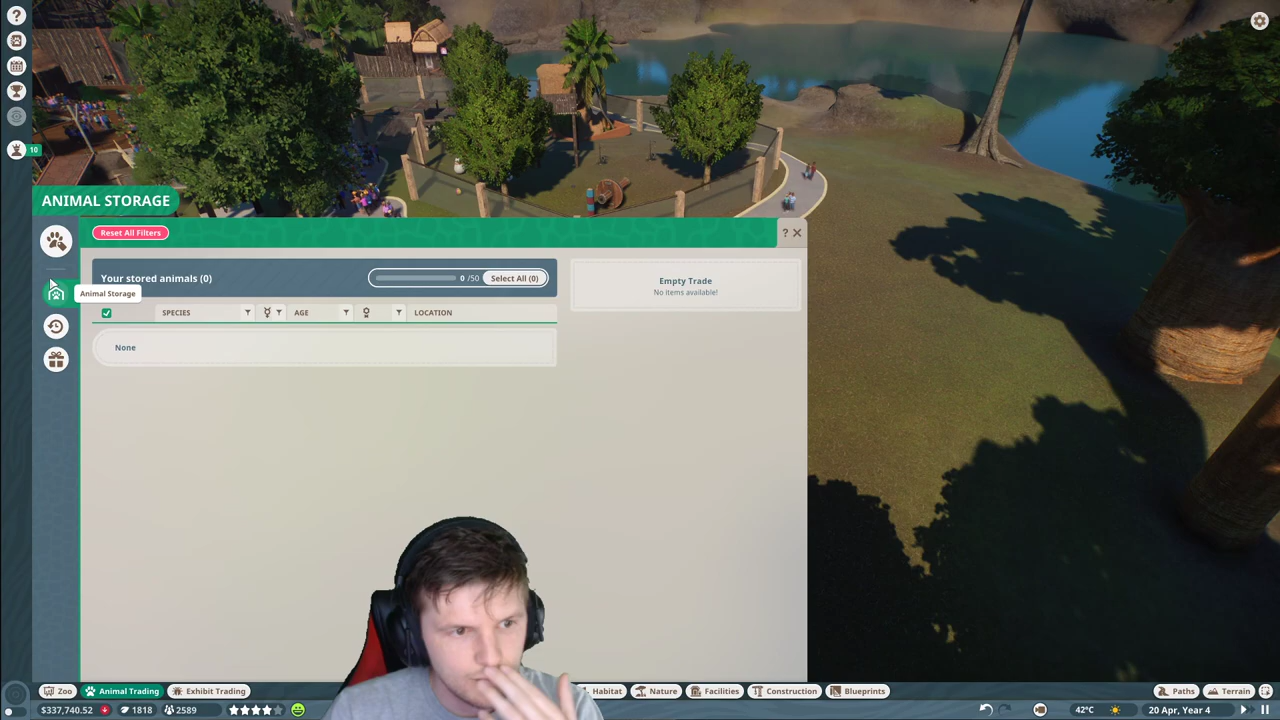 10
ANIMAL STORAGE
Reset All Filters
?
Your stored animals (0)
0 /50
Select All (0)
Empty Trade
No items available!
Animal Storage
SPECIES
AGE
LOCATION
None
Zoo
Animal Trading
Exhibit Trading
Habitat
Nature
Facilities
Construction
Blueprints
Paths
Terrain
$337,740.52
1818
2589
42°C
20 Apr, Year 4